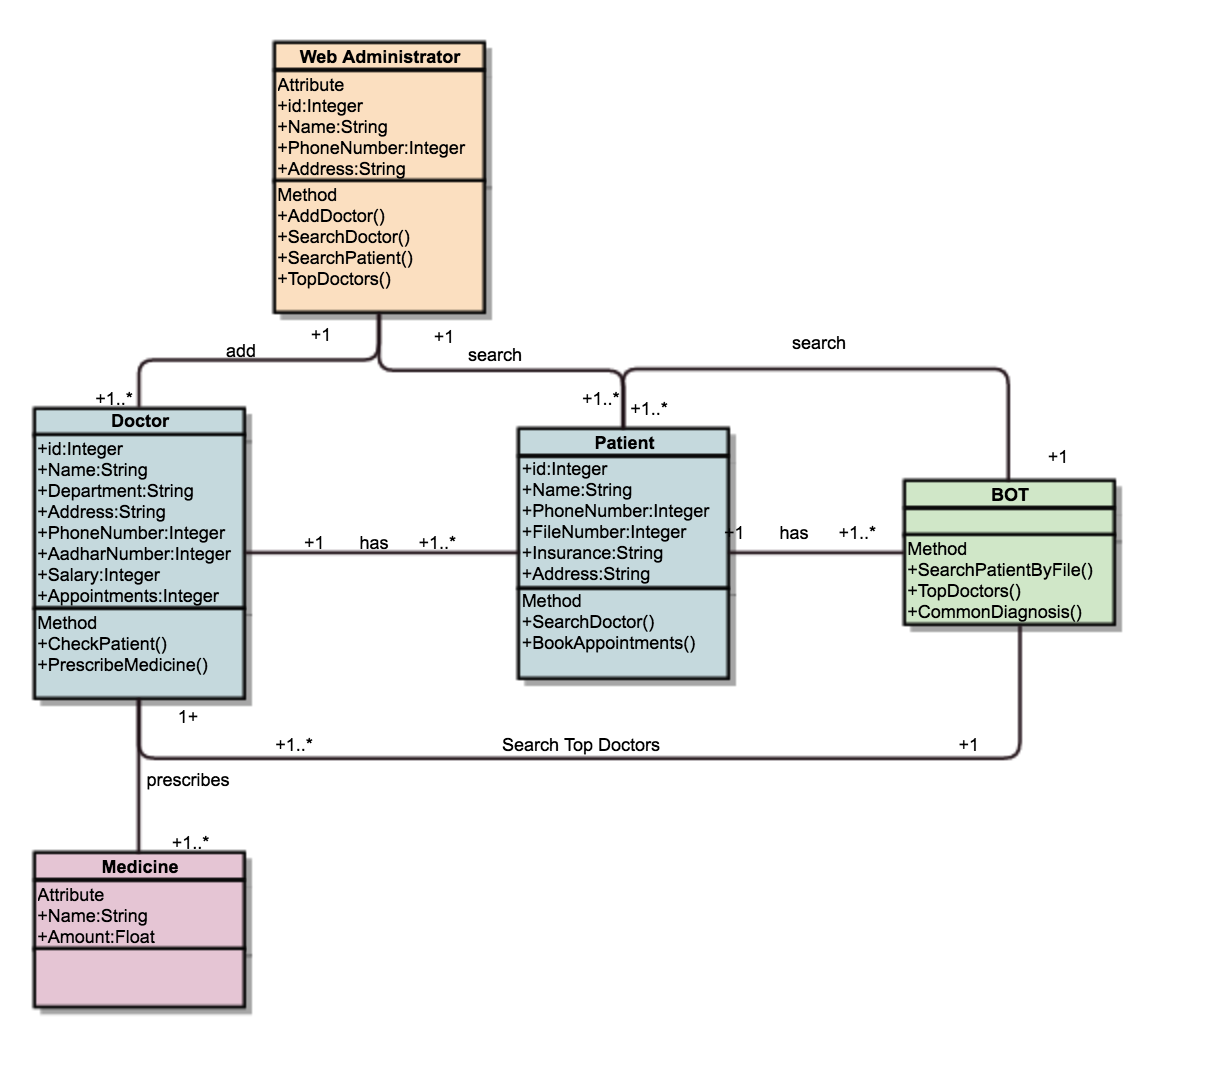 Web Administrator
Attribute
+id:Integer
+Name:String
+PhoneNumber:Integer
+Address:String
Method
+AddDoctor()
+SearchDoctor()
+SearchPatient()
+TopDoctors()
+1
+1
add
search
search
+1..*
+1..*
+1..*
+1
Doctor
+id:Integer
+Name:String
+Department:String
+Address:String
+PhoneNumber:Integer
+AadharNumber:Integer
+Salary:Integer
+Appointments:Integer
Method
+CheckPatient()
+PrescribeMedicine()
+1 has +1..*
Patient
+id:Integer
+Name:String
+PhoneNumber:Integer
+FileNumber:Integer
+Insurance:String
+Address:String
Method
+SearchDoctor()
+BookAppointments()
+1 has +1..*
BOT
Method
+SearchPatientByFile()
+TopDoctors()
+CommonDiagnosis()
1+
+1..* Search Top Doctors +1
prescribes
+1..*
Medicine
Attribute
+Name:String
+Amount:Float